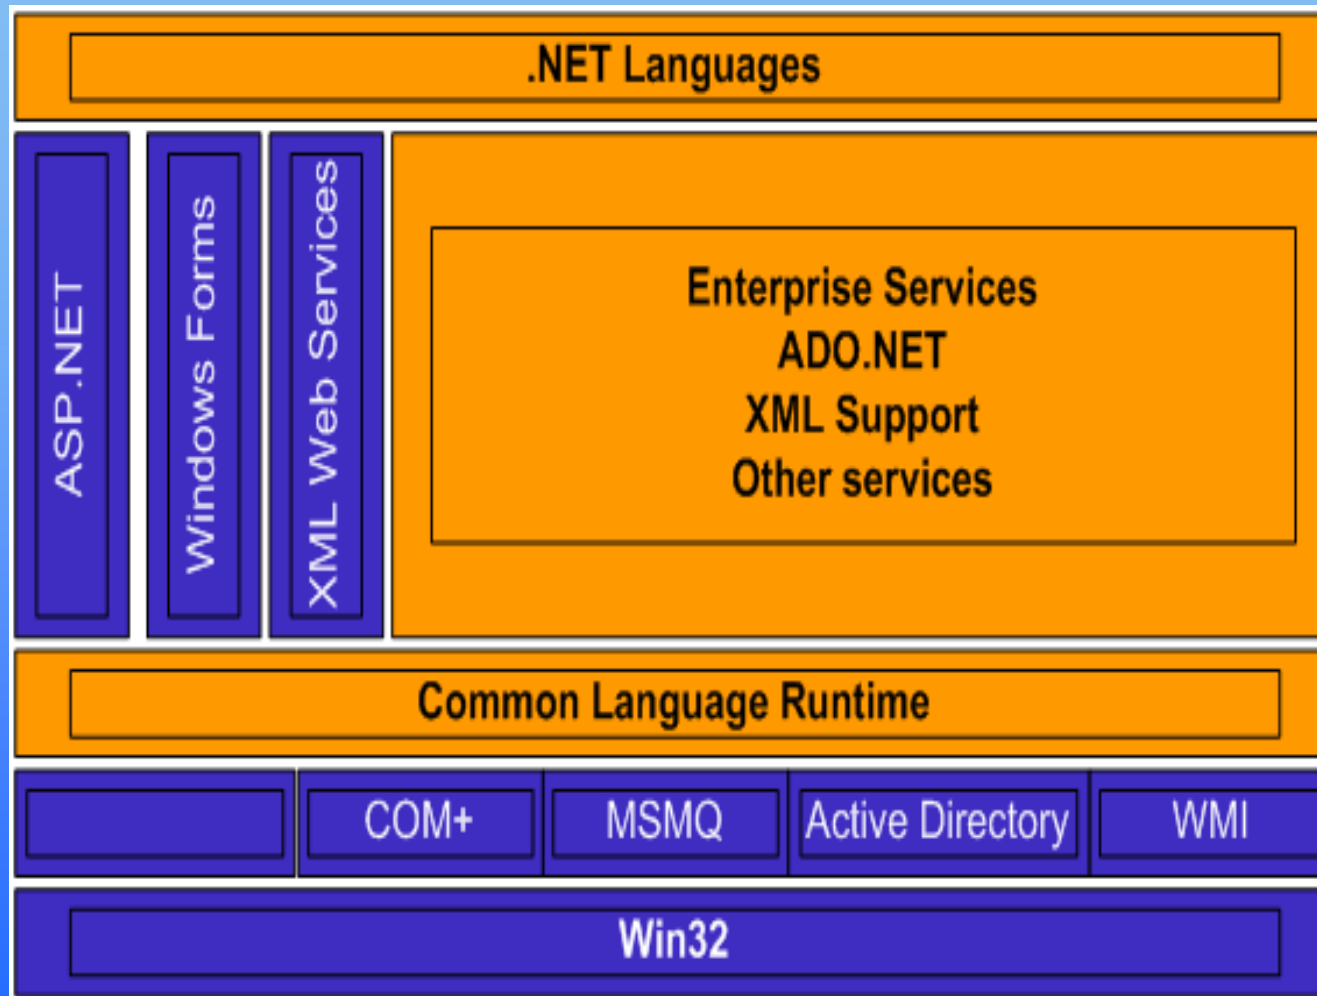 .NET Languages
ASP.NET
Windows Forms
XML Web Services
Enterprise Services
ADO.NET
XML Support
Other services
Common Language Runtime
COM+
MSMQ
Active Directory
WMI
Win32